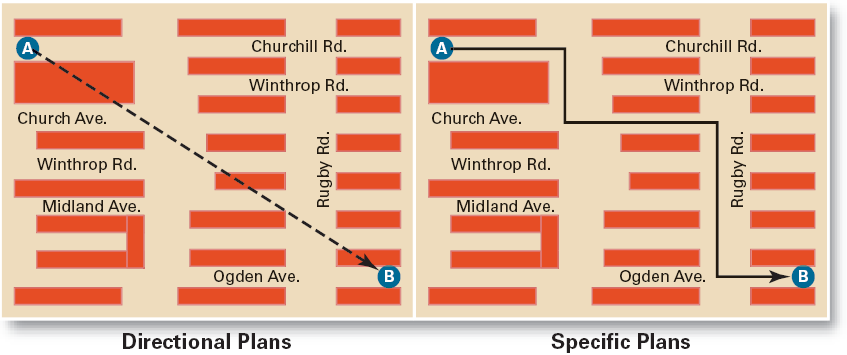 A
Churchill Rd.
Winthrop Rd.
Church Ave.
Winthrop Rd.
Rugby Rd.
Midland Ave.
Ogden Ave.
B
Directional Plans
A
Churchill Rd.
Winthrop Rd.
Church Ave.
Winthrop Rd.
Rugby Rd.
Midland Ave.
Ogden Ave.
B
Specific Plans